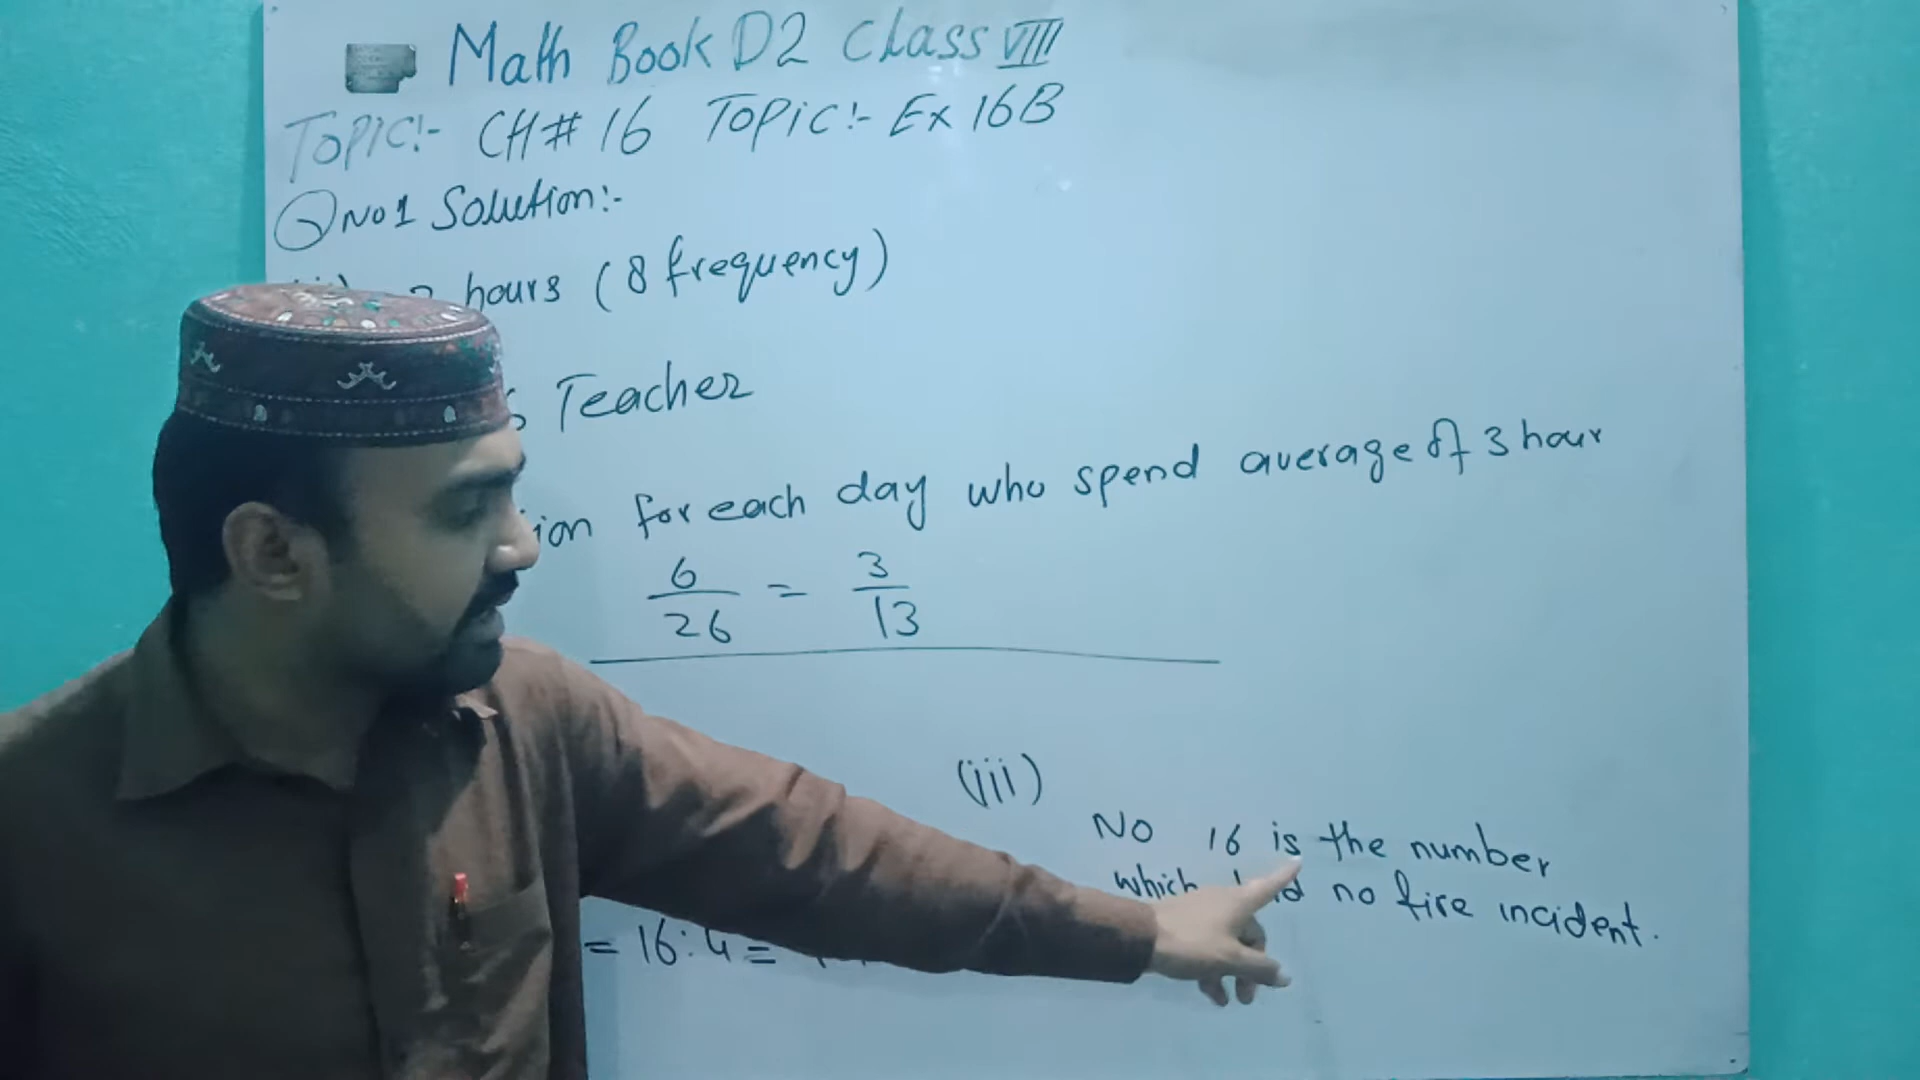 Math Book D2 Class VIII
Topic:- CH# 16 Topic:- Ex 16B
Q No 1 Solution:-
hours (8 frequency)
Teacher
for each day who spend average of 3 hour
6/26 = 3/13
(iii)
No 16 is the number
which no fire incident.
= 16:4 =